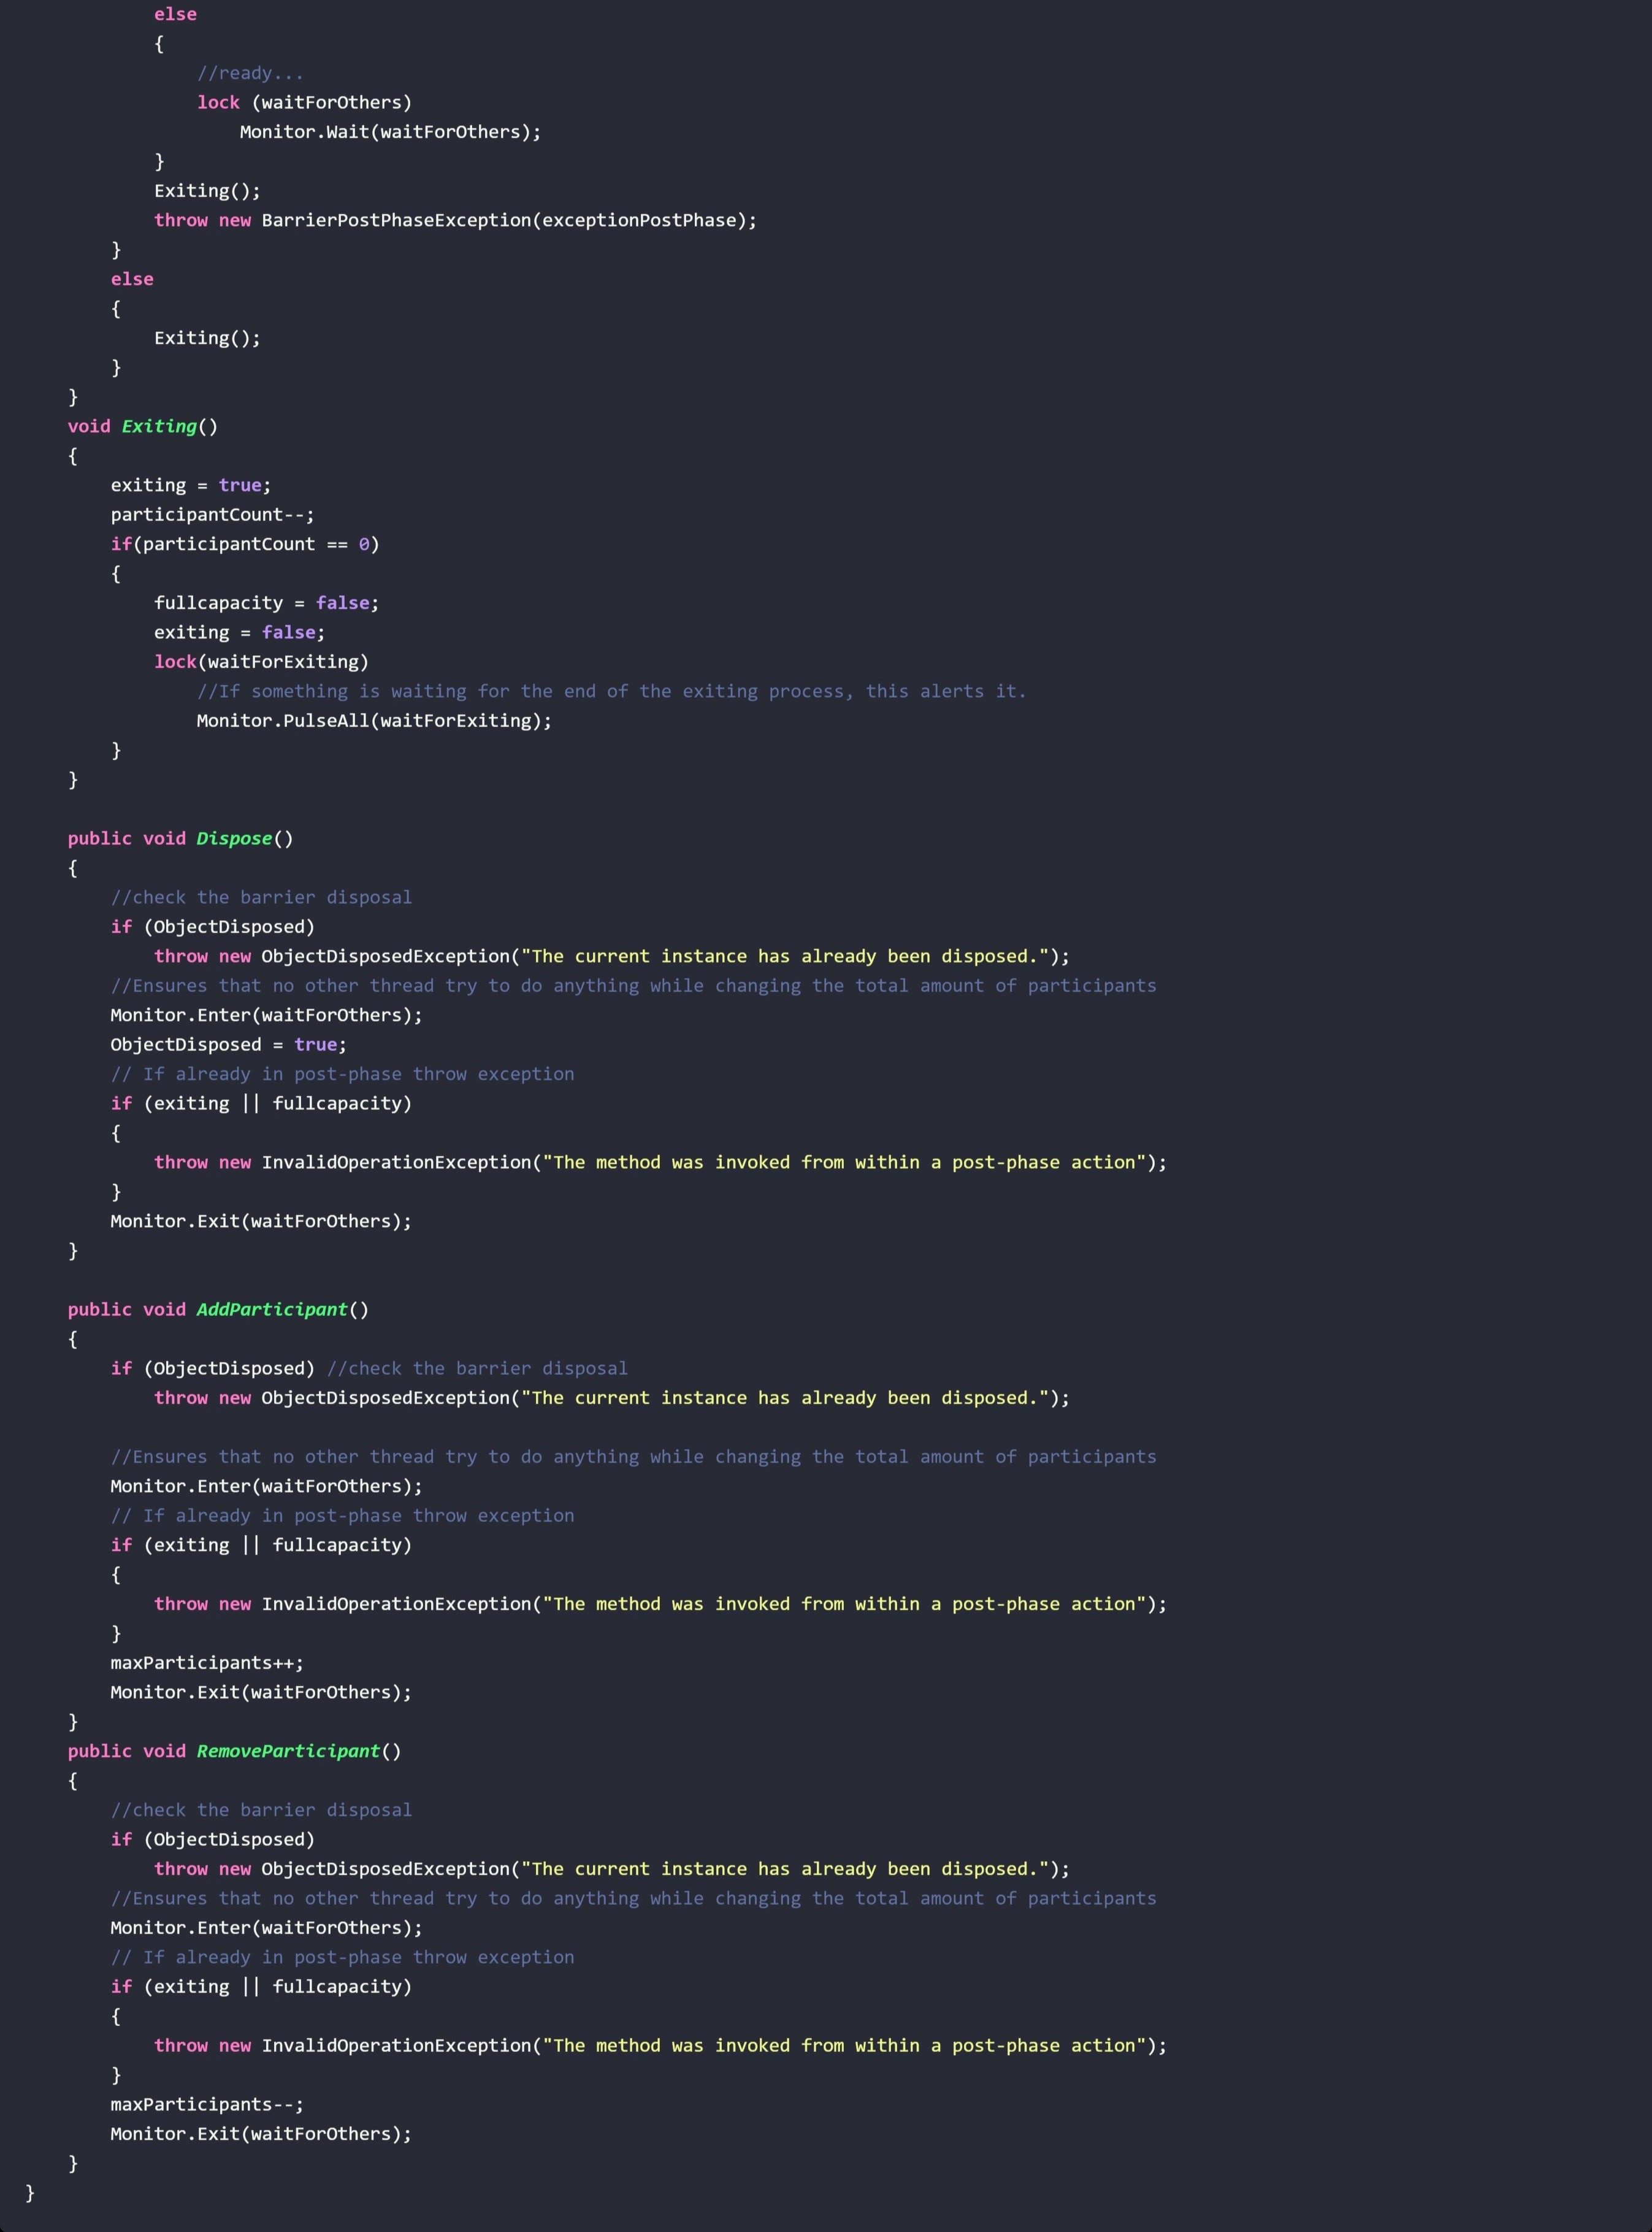 else
{
//ready...
lock (waitForOthers)
Monitor.Wait(waitForOthers);
}
Exiting();
throw new BarrierPostPhaseException(exceptionPostPhase);
}
else
{
Exiting();
}
}
void Exiting()
{
exiting = true;
participantCount--;
if(participantCount == 0)
{
fullcapacity = false;
exiting = false;
lock(waitForExiting)
//If something is waiting for the end of the exiting process, this alerts it.
Monitor.PulseAll(waitForExiting);
}
}
public void Dispose()
{
//check the barrier disposal
if (ObjectDisposed)
throw new ObjectDisposedException("The current instance has already been disposed.");
//Ensures that no other thread try to do anything while changing the total amount of participants
Monitor.Enter(waitForOthers);
ObjectDisposed = true;
// If already in post-phase throw exception
if (exiting || fullcapacity)
{
throw new InvalidOperationException("The method was invoked from within a post-phase action");
}
Monitor.Exit(waitForOthers);
}
public void AddParticipant()
{
if (ObjectDisposed) //check the barrier disposal
throw new ObjectDisposedException("The current instance has already been disposed.");
//Ensures that no other thread try to do anything while changing the total amount of participants
Monitor.Enter(waitForOthers);
// If already in post-phase throw exception
if (exiting || fullcapacity)
{
throw new InvalidOperationException("The method was invoked from within a post-phase action");
}
maxParticipants++;
Monitor.Exit(waitForOthers);
}
public void RemoveParticipant()
{
//check the barrier disposal
if (ObjectDisposed)
throw new ObjectDisposedException("The current instance has already been disposed.");
//Ensures that no other thread try to do anything while changing the total amount of participants
Monitor.Enter(waitForOthers);
// If already in post-phase throw exception
if (exiting || fullcapacity)
{
throw new InvalidOperationException("The method was invoked from within a post-phase action");
}
maxParticipants--;
Monitor.Exit(waitForOthers);
}
}